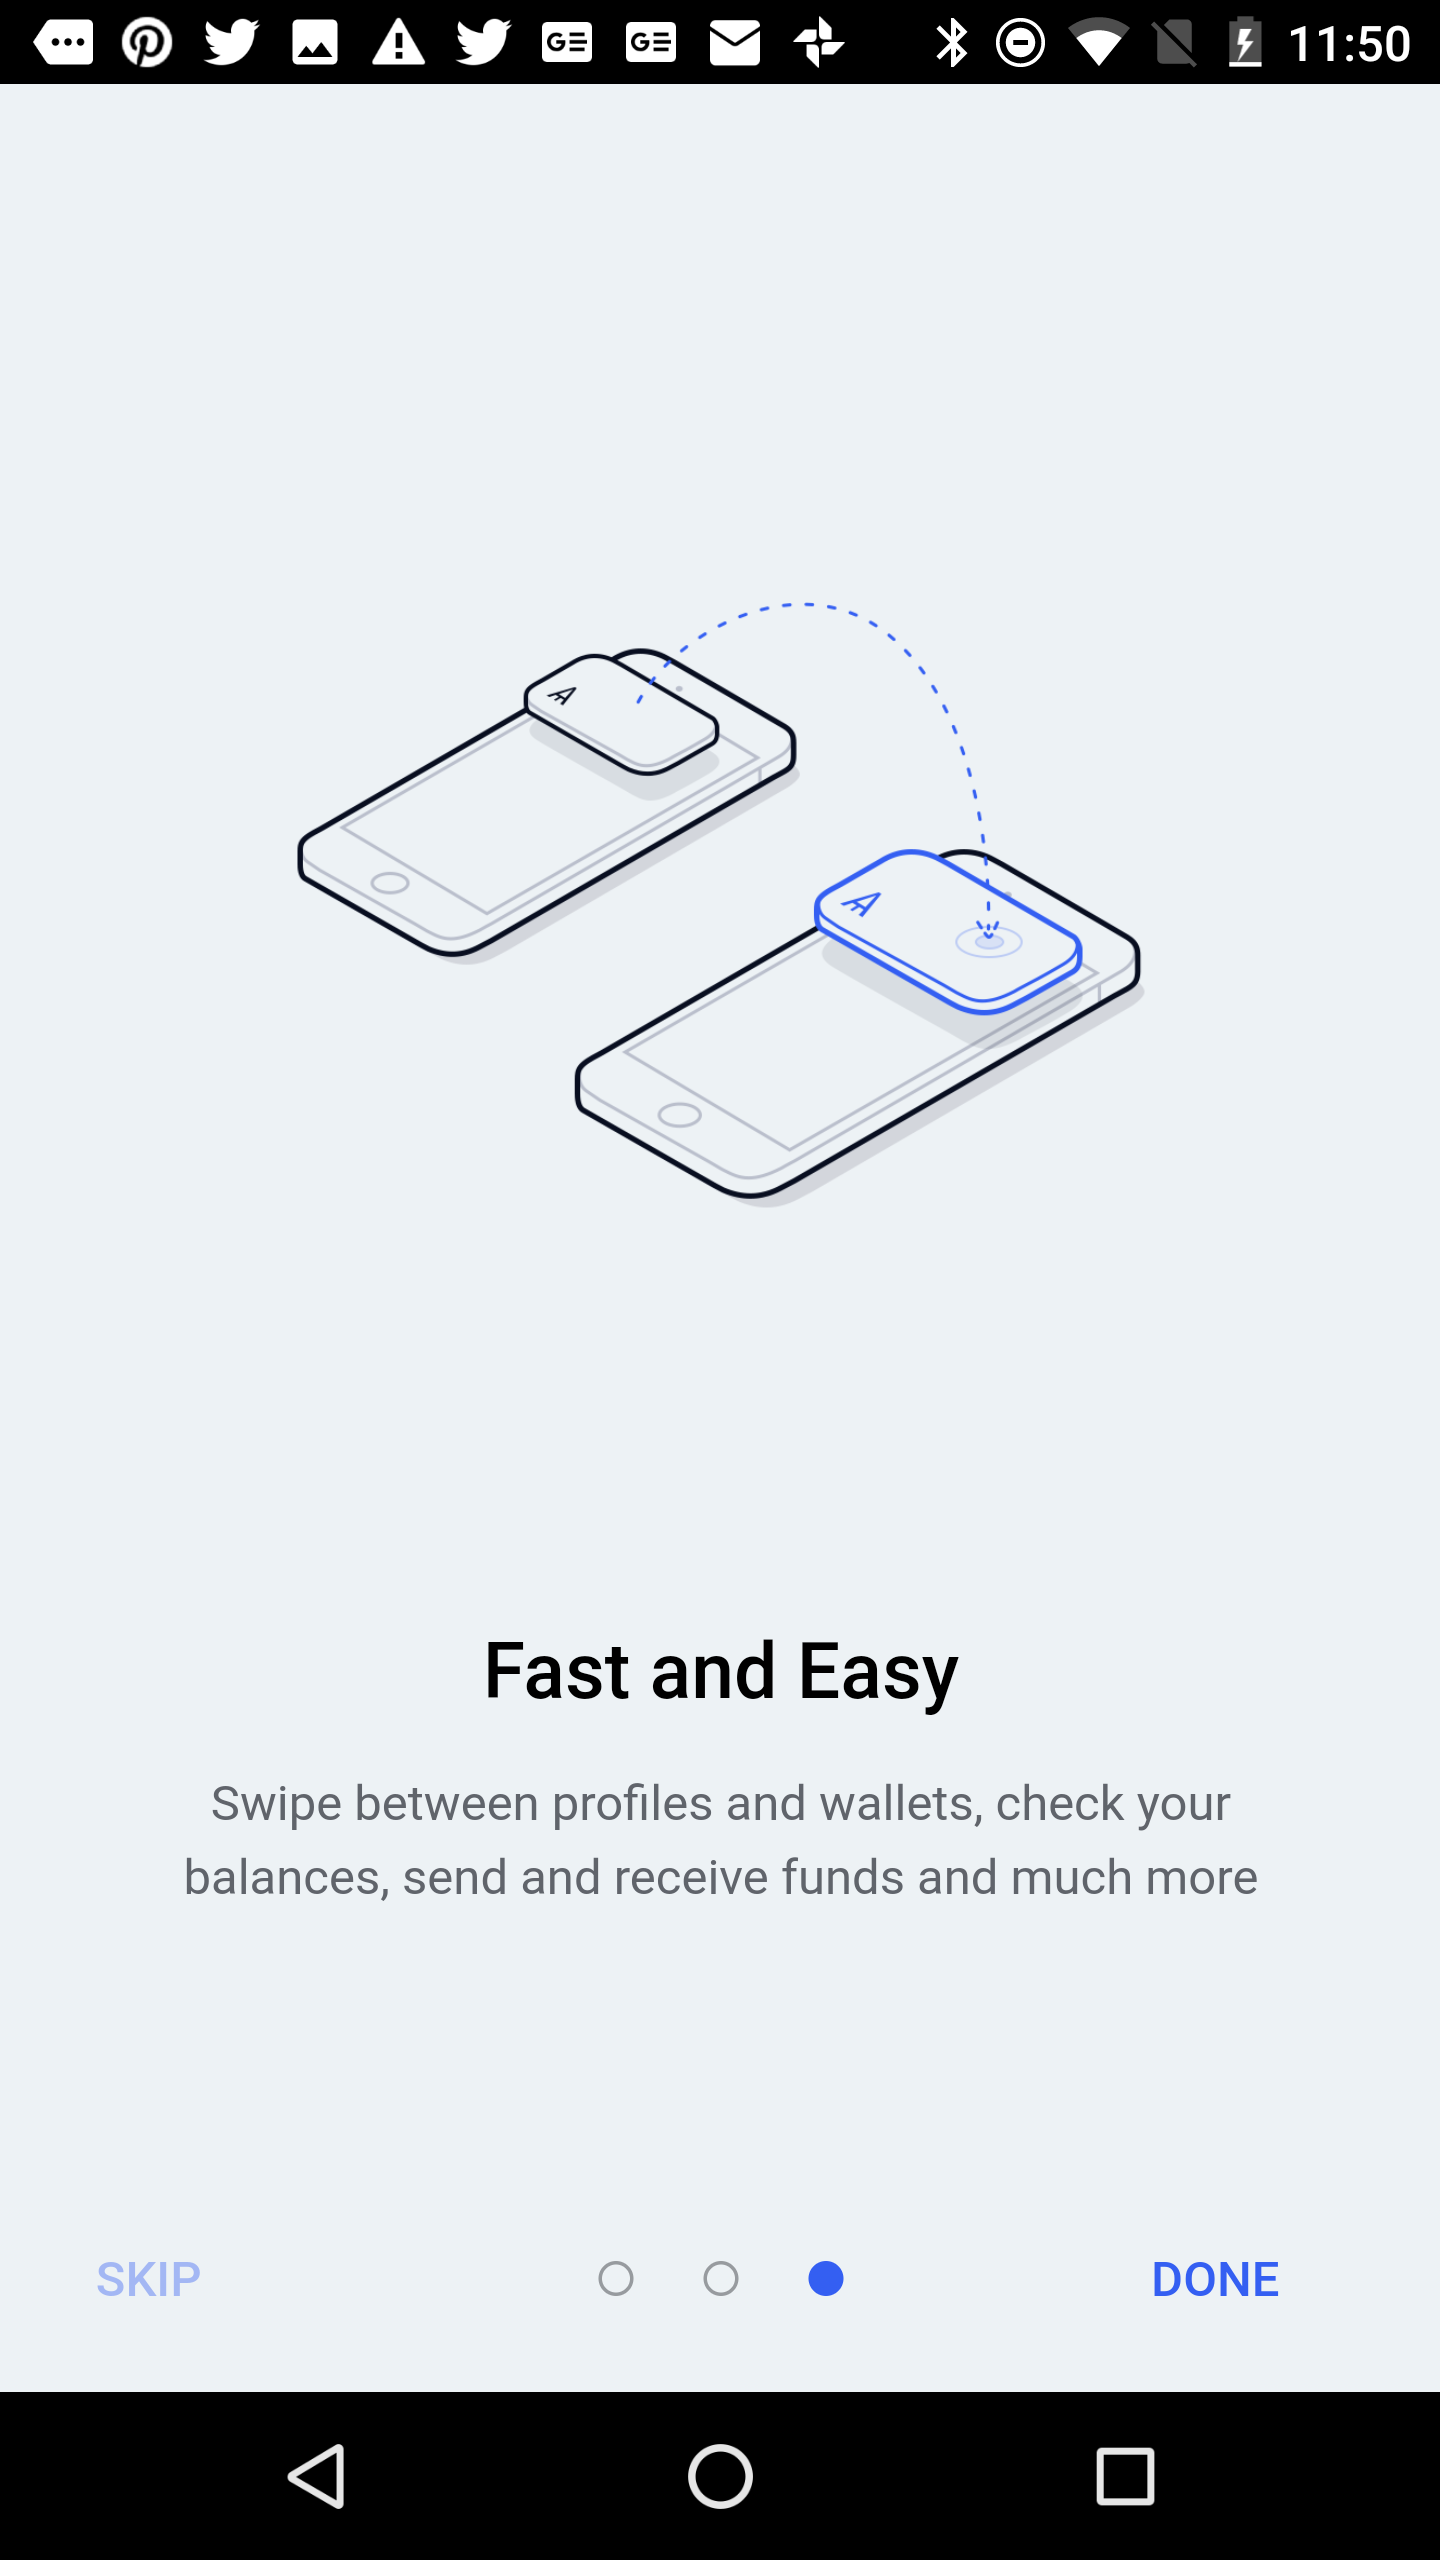 11:50
A
A
Fast and Easy
Swipe between profiles and wallets, check your
balances, send and receive funds and much more
SKIP
DONE